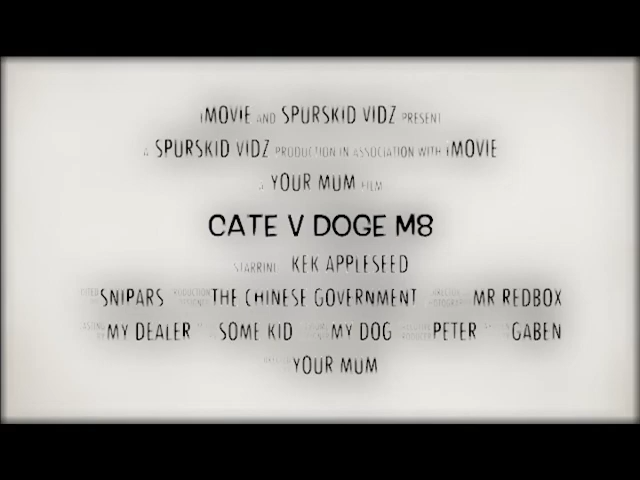 iMOVIE AND SPURSKID VIDZ PRESENT
A SPURSKID VIDZ PRODUCTION IN ASSOCIATION WITH iMOVIE
A YOUR MUM FILM
CATE V DOGE M8
STARRING KEK APPLESEED
SNIPARS THE CHINESE GOVERNMENT MR REDBOX
MY DEALER SOME KID MY DOG PETER GABEN
YOUR MUM